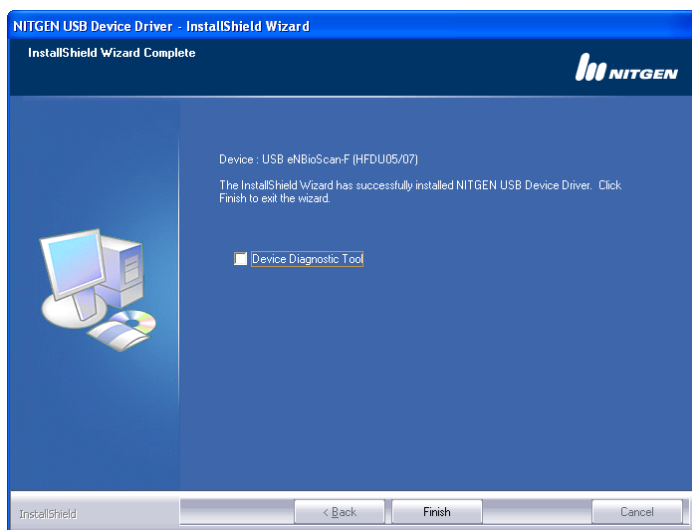 NITGEN USB Device Driver - InstallShield Wizard
InstallShield Wizard Complete
NITGEN
Device : USB eNBioScan-F (HFDU05/07)
The InstallShield Wizard has successfully installed NITGEN USB Device Driver. Click
Finish to exit the wizard.
Device Diagnostic Tool
InstallShield
< Back
Finish
Cancel